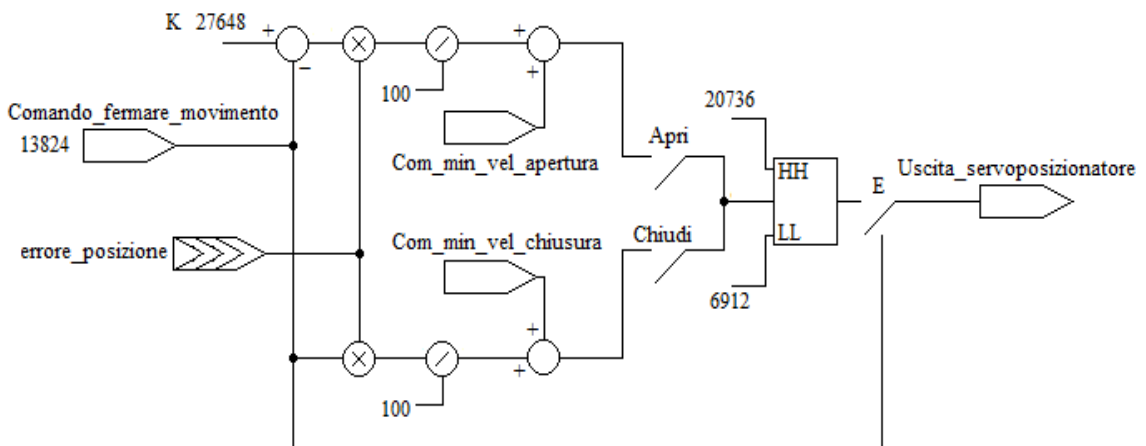 K 27648
+
−
×
/
+
+
100
Comando_fermare_movimento
13824
Com_min_vel_apertura
20736
Apri
HH
E
Uscita_servoposizionatore
errore_posizione
Com_min_vel_chiusura
Chiudi
LL
6912
×
/
+
+
100